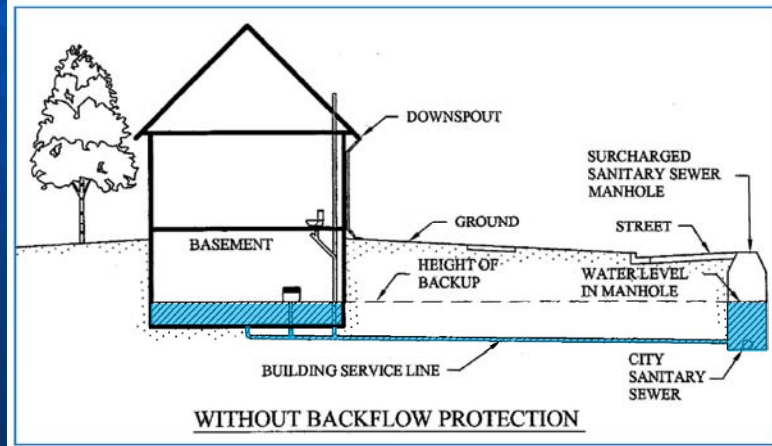 DOWNSPOUT
SURCHARGED
SANITARY SEWER
MANHOLE
GROUND
STREET
BASEMENT
HEIGHT OF
BACKUP
WATER LEVEL
IN MANHOLE
BUILDING SERVICE LINE
CITY
SANITARY
SEWER
WITHOUT BACKFLOW PROTECTION